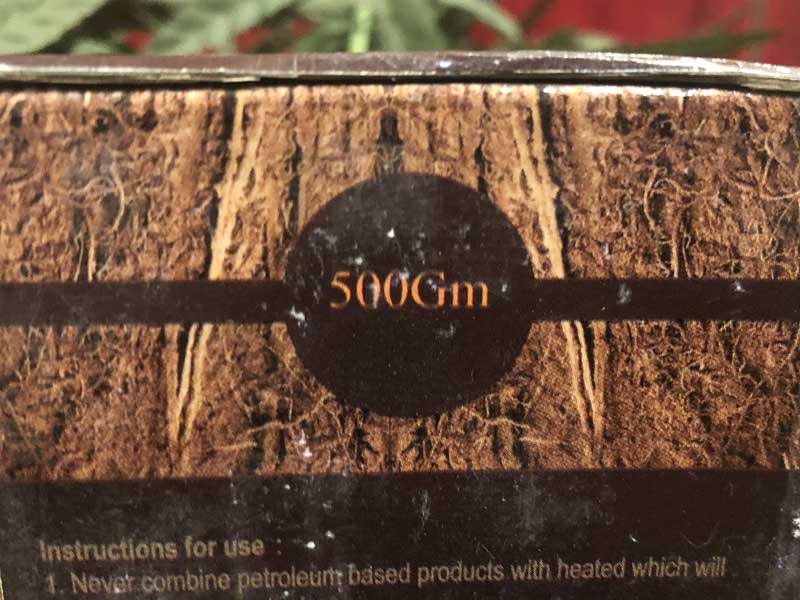 500Gm
Instructions for use :
1. Never combine petroleum based products with heated which will